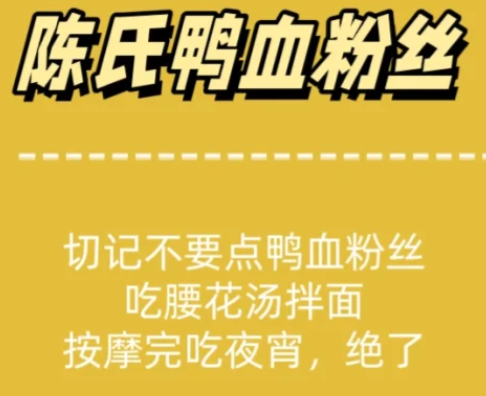 陈氏鸭血粉丝
切记不要点鸭血粉丝
吃腰花汤拌面
按摩完吃夜宵，绝了